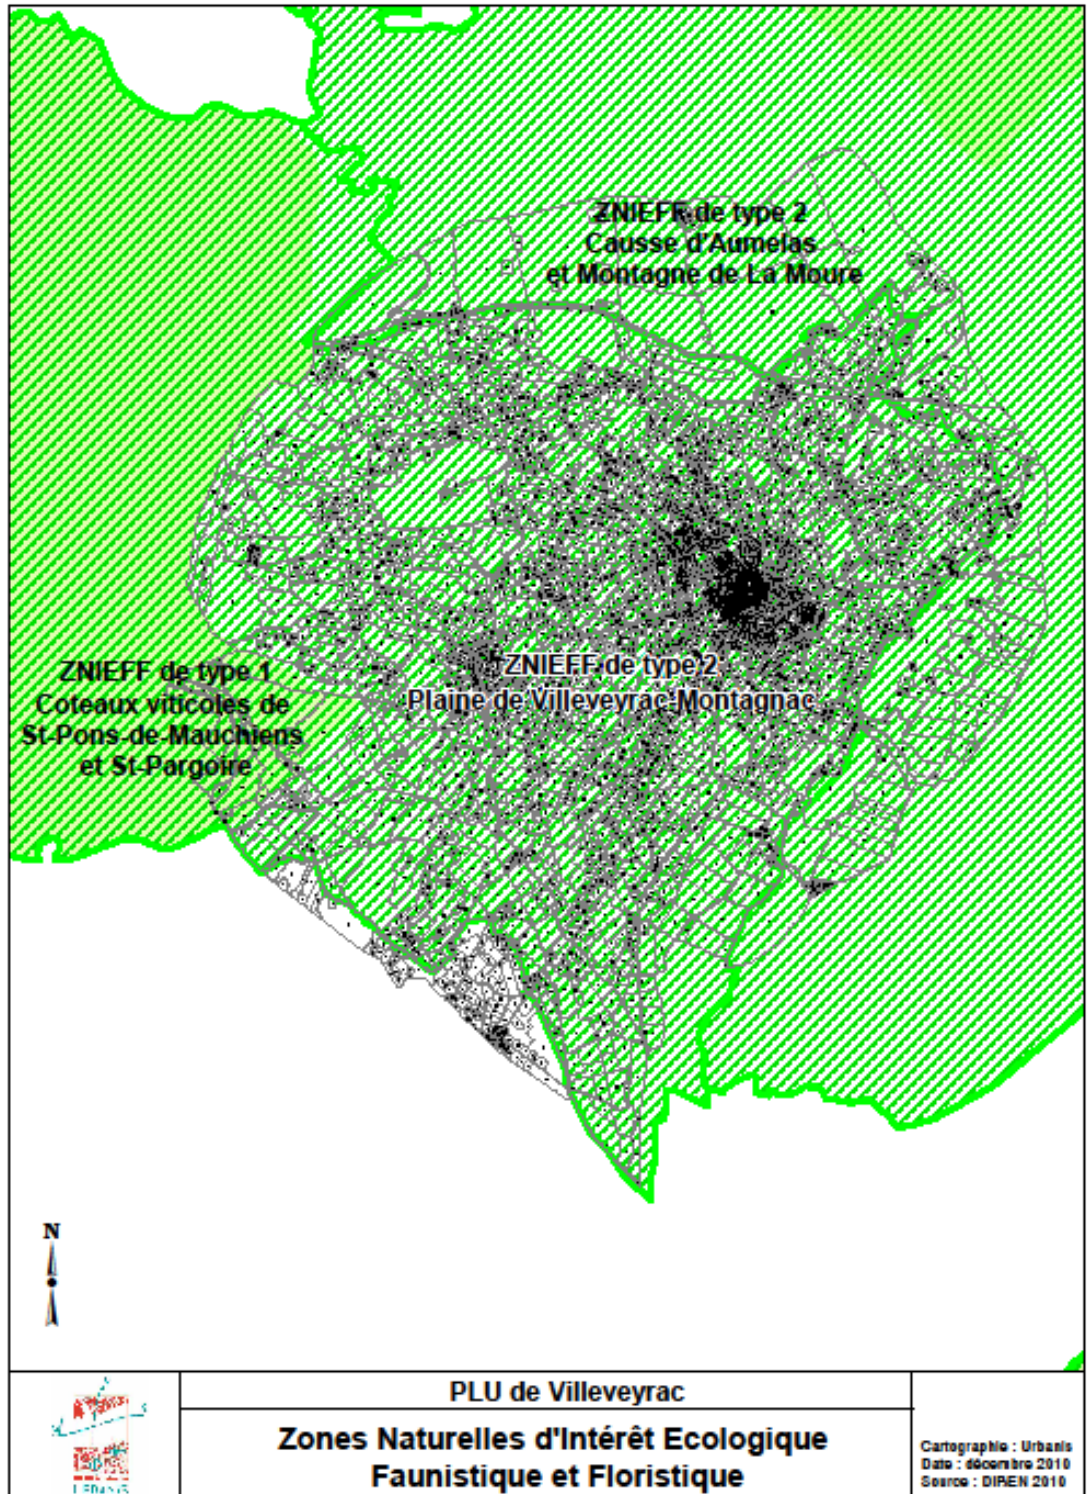 ZNIEFF de type 2
Causse d'Aumelas
et Montagne de La Moure
ZNIEFF de type 2
Plaine de Villeveyrac-Montagnac
ZNIEFF de type 1
Coteaux viticoles de
St-Pons-de-Mauchiens
et St-Pargoire
N
PLU de Villeveyrac
Zones Naturelles d'Intérêt Ecologique
Faunistique et Floristique
Cartographie : Urbanis
Date : décembre 2010
Source : DIREN 2010